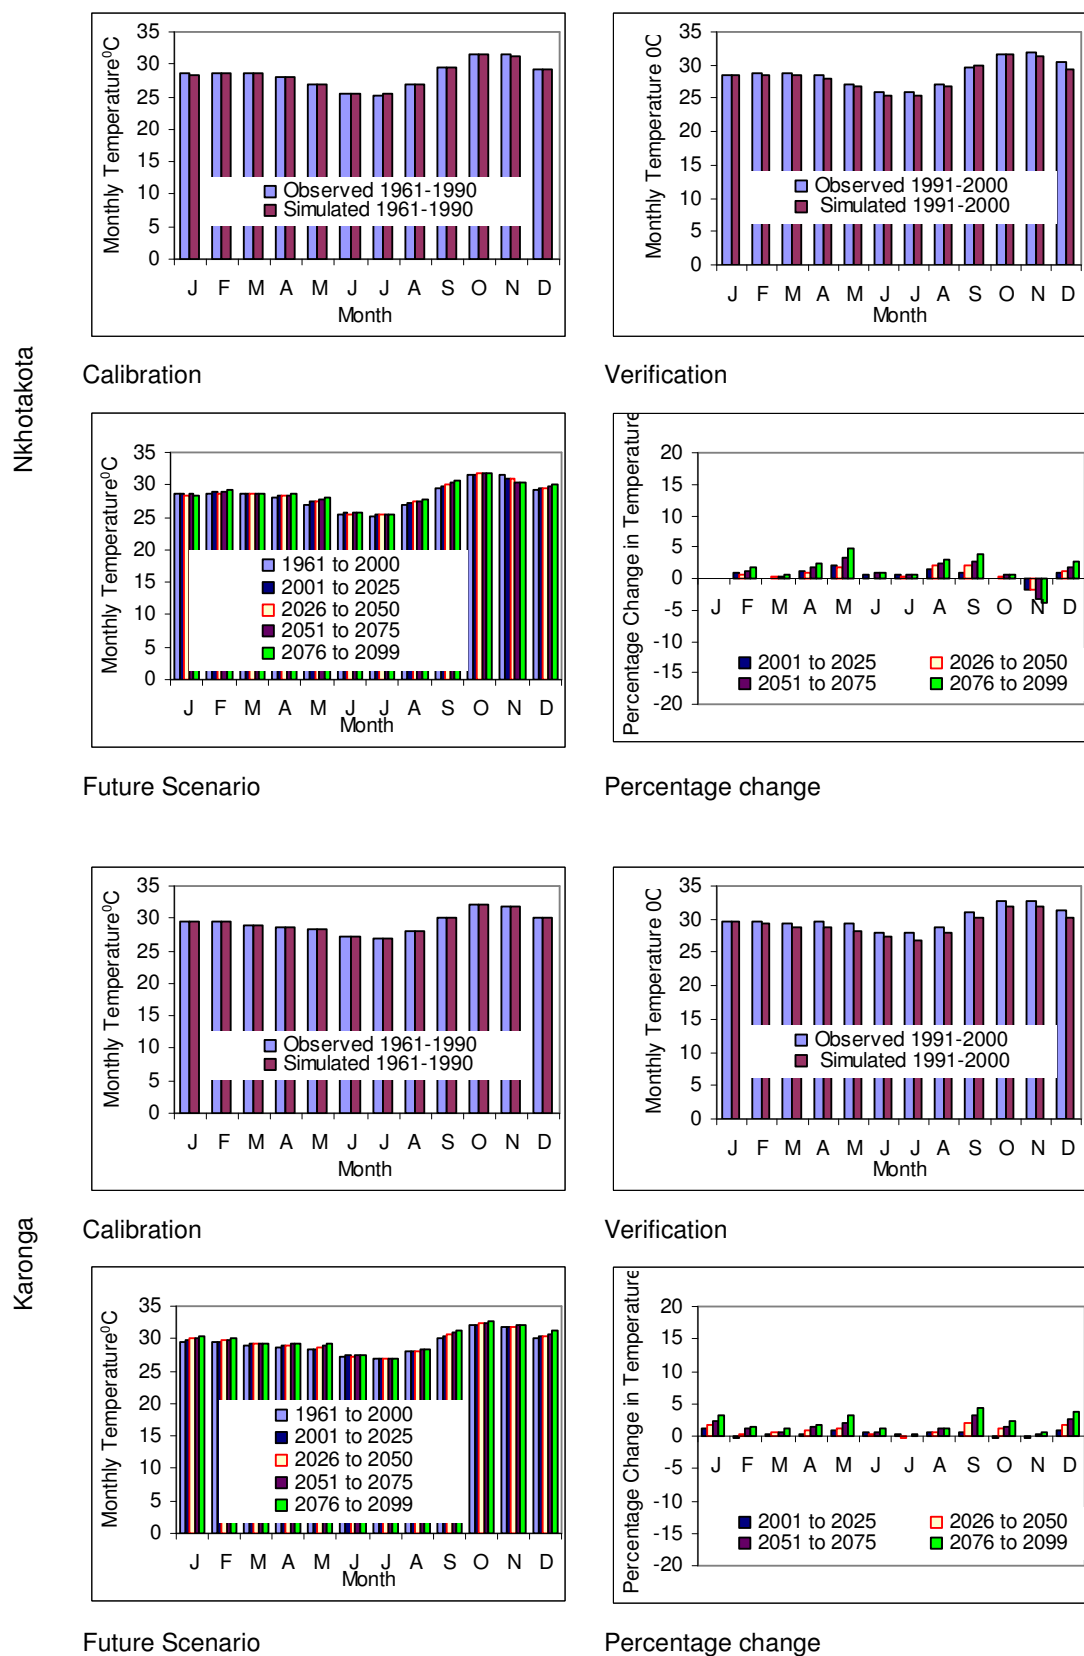 Nkhotakota
Monthly Temperature⁰C
35
30
25
20
15
10
5
0
Observed 1961-1990
Simulated 1961-1990
J F M A M J J A S O N D
Month
Calibration
Monthly Temperature 0C
35
30
25
20
15
10
5
0
Observed 1991-2000
Simulated 1991-2000
J F M A M J J A S O N D
Month
Verification
Monthly Temperature⁰C
35
30
25
20
15
10
5
0
1961 to 2000
2001 to 2025
2026 to 2050
2051 to 2075
2076 to 2099
J F M A M J J A S O N D
Month
Future Scenario
Percentage Change in Temperature
20
15
10
5
0
-5
-10
-15
-20
J F M A M J J A S O N D
2001 to 2025 2026 to 2050
2051 to 2075 2076 to 2099
Percentage change
Karonga
Monthly Temperature⁰C
35
30
25
20
15
10
5
0
Observed 1961-1990
Simulated 1961-1990
J F M A M J J A S O N D
Month
Calibration
Monthly Temperature 0C
35
30
25
20
15
10
5
0
Observed 1991-2000
Simulated 1991-2000
J F M A M J J A S O N D
Month
Verification
Monthly Temperature⁰C
35
30
25
20
15
10
5
0
1961 to 2000
2001 to 2025
2026 to 2050
2051 to 2075
2076 to 2099
J F M A M J J A S O N D
Month
Future Scenario
Percentage Change in Temperature
20
15
10
5
0
-5
-10
-15
-20
J F M A M J J A S O N D
2001 to 2025 2026 to 2050
2051 to 2075 2076 to 2099
Percentage change